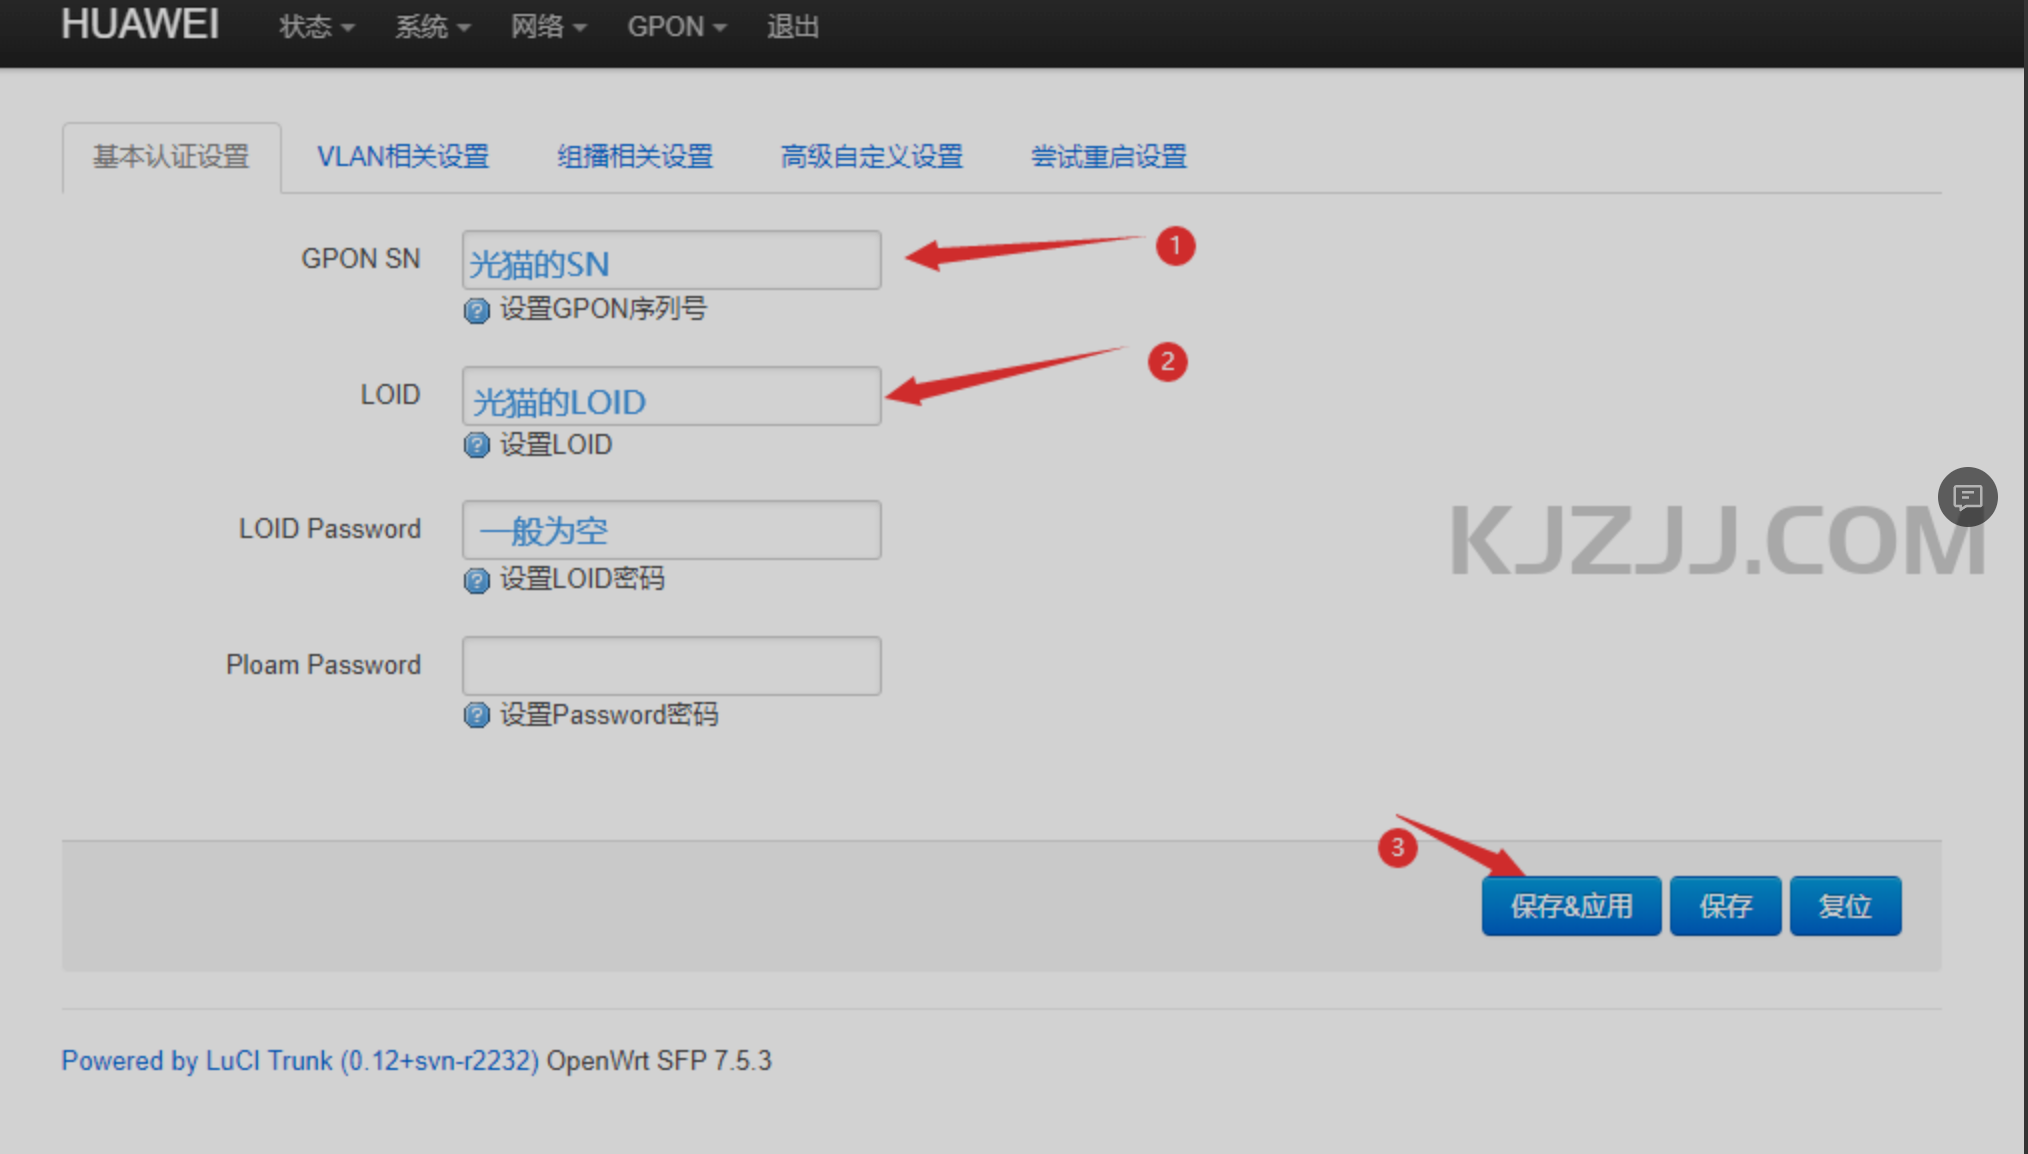 HUAWEI 状态 系统 网络 GPON 退出
基本认证设置 VLAN相关设置 组播相关设置 高级自定义设置 尝试重启设置
GPON SN 光猫的SN 1
设置GPON序列号
LOID 光猫的LOID 2
设置LOID
LOID Password 一般为空
设置LOID密码
KJZJJ.COM
Ploam Password
设置Password密码
3
保存&应用 保存 复位
Powered by LuCI Trunk (0.12+svn-r2232) OpenWrt SFP 7.5.3